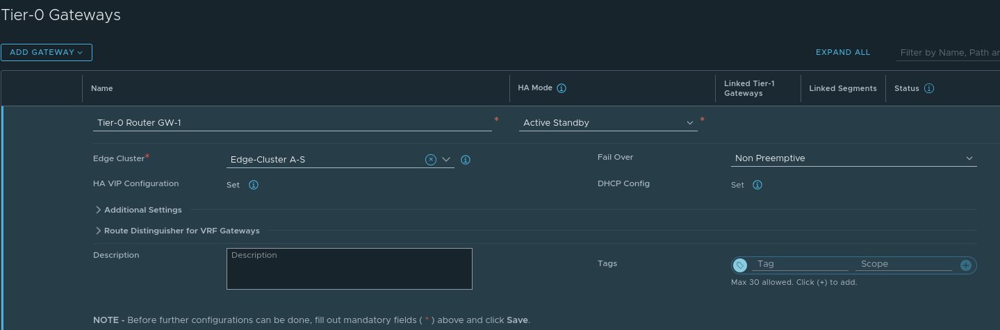 Tier-0 Gateways
ADD GATEWAY
EXPAND ALL
Filter by Name, Path
Name
HA Mode
Linked Tier-1
Gateways
Linked Segments
Status
Tier-0 Router GW-1 *
Active Standby *
Edge Cluster*
Edge-Cluster A-S
Fail Over
Non Preemptive
HA VIP Configuration
Set
DHCP Config
Set
Additional Settings
Route Distinguisher for VRF Gateways
Description
Description
Tags
Tag
Scope
Max 30 allowed. Click (+) to add.
NOTE - Before further configurations can be done, fill out mandatory fields ( * ) above and click Save.